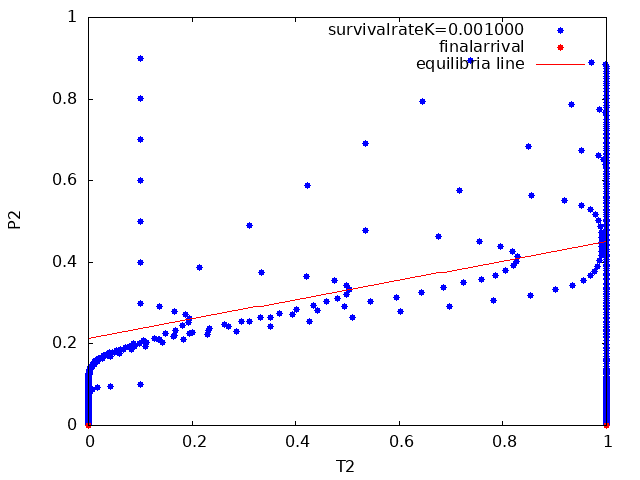 survivalrateK=0.001000
finalarrival
equilibria line
1
0.8
0.6
0.4
0.2
0
P2
0 0.2 0.4 0.6 0.8 1
T2